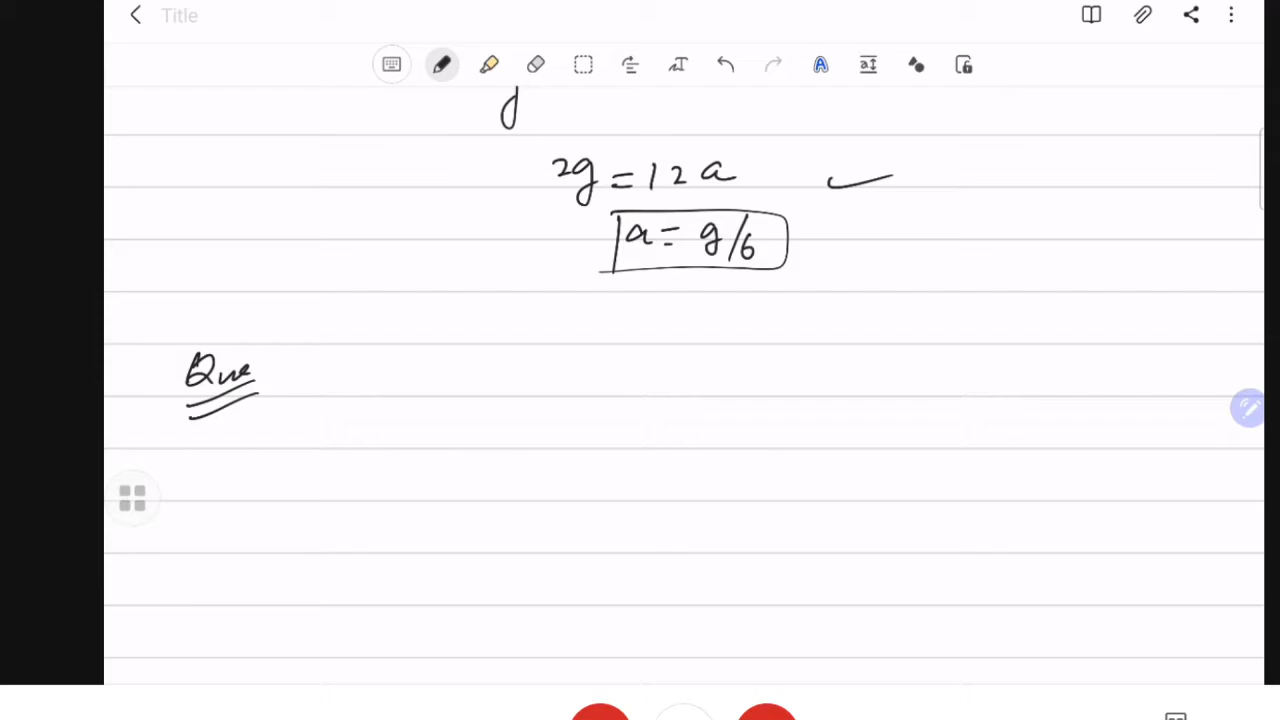 Title
2g = 12a
a = g/6
Que